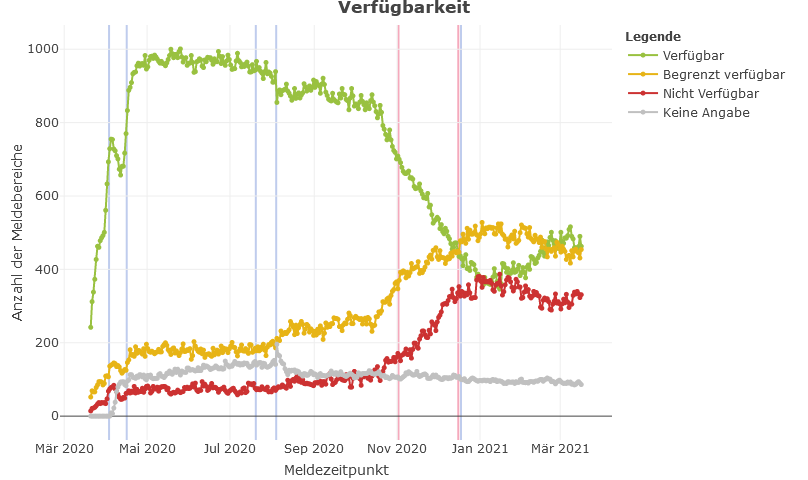 Verfügbarkeit
Legende
Verfügbar
Begrenzt verfügbar
Nicht Verfügbar
Keine Angabe
Anzahl der Meldebereiche
1000
800
600
400
200
0
Mär 2020 Mai 2020 Jul 2020 Sep 2020 Nov 2020 Jan 2021 Mär 2021
Meldezeitpunkt